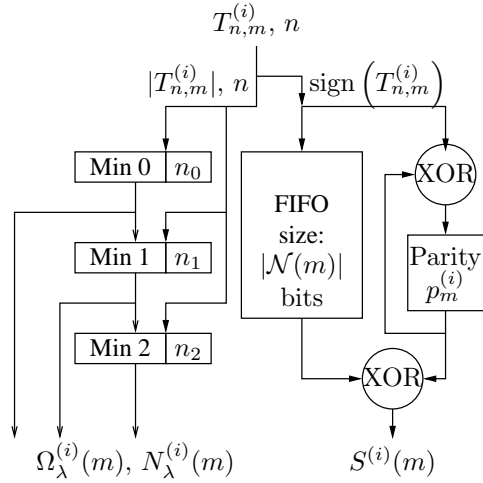 T_{n,m}^{(i)}, n
|T_{n,m}^{(i)}|, n
sign (T_{n,m}^{(i)})
Min 0 n_0
XOR
FIFO
size:
|𝒩(m)|
bits
Min 1 n_1
Parity
p_m^{(i)}
Min 2 n_2
XOR
Ω_λ^{(i)}(m), N_λ^{(i)}(m)
S^{(i)}(m)